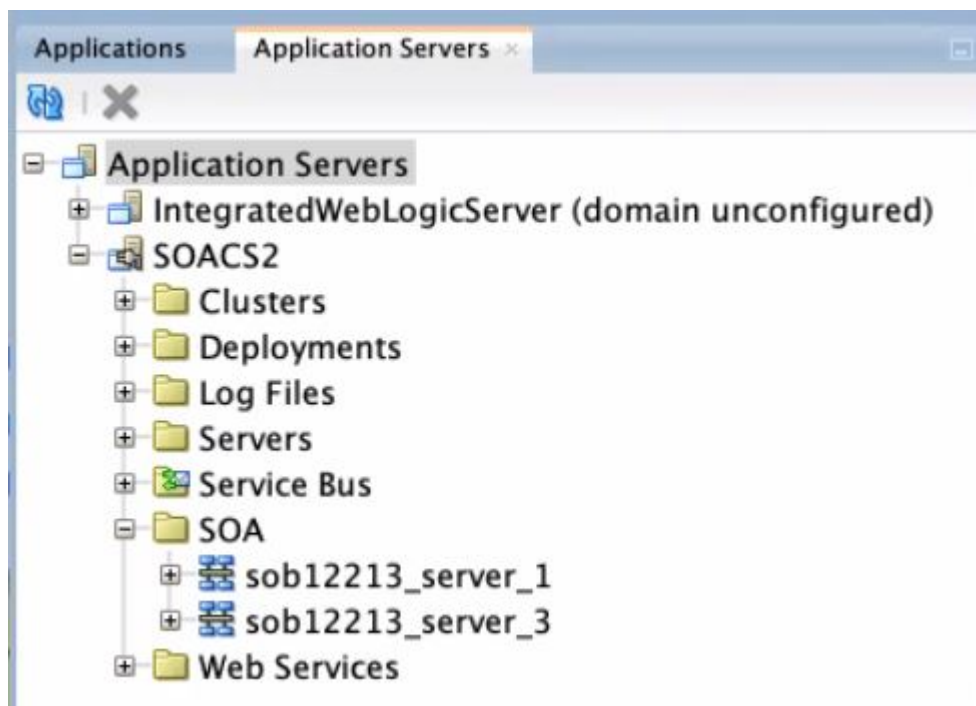 Applications Application Servers
Application Servers
IntegratedWebLogicServer (domain unconfigured)
SOACS2
Clusters
Deployments
Log Files
Servers
Service Bus
SOA
sob12213_server_1
sob12213_server_3
Web Services